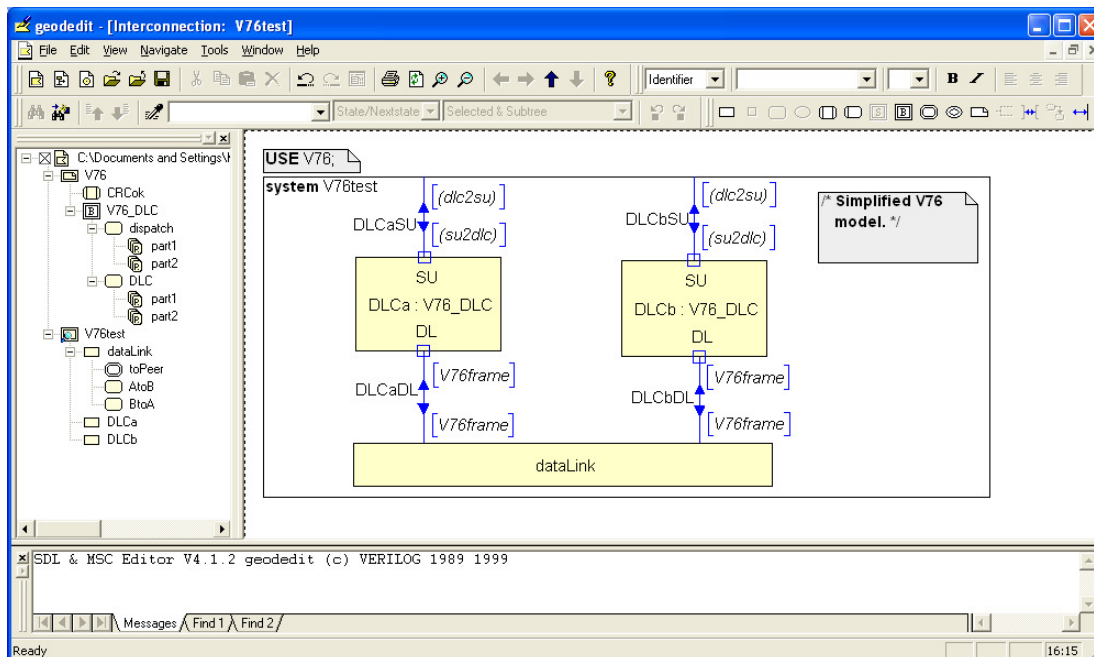 geodedit - [Interconnection: V76test]
File Edit View Navigate Tools Window Help
Identifier
B I
State/Nextstate Selected & Subtree
C:\Documents and Settings\
V76
CRCok
V76_DLC
dispatch
part1
part2
DLC
part1
part2
V76test
dataLink
toPeer
AtoB
BtoA
DLCa
DLCb
USE V76;
system V76test
(dlc2su)
DLCaSU
(su2dlc)
(dlc2su)
DLCbSU
(su2dlc)
/* Simplified V76
model. */
SU
DLCa : V76_DLC
DL
SU
DLCb : V76_DLC
DL
[V76frame]
DLCaDL
[V76frame]
[V76frame]
DLCbDL
[V76frame]
dataLink
SDL & MSC Editor V4.1.2 geodedit (c) VERILOG 1989 1999
Messages Find 1 Find 2
Ready 16:15